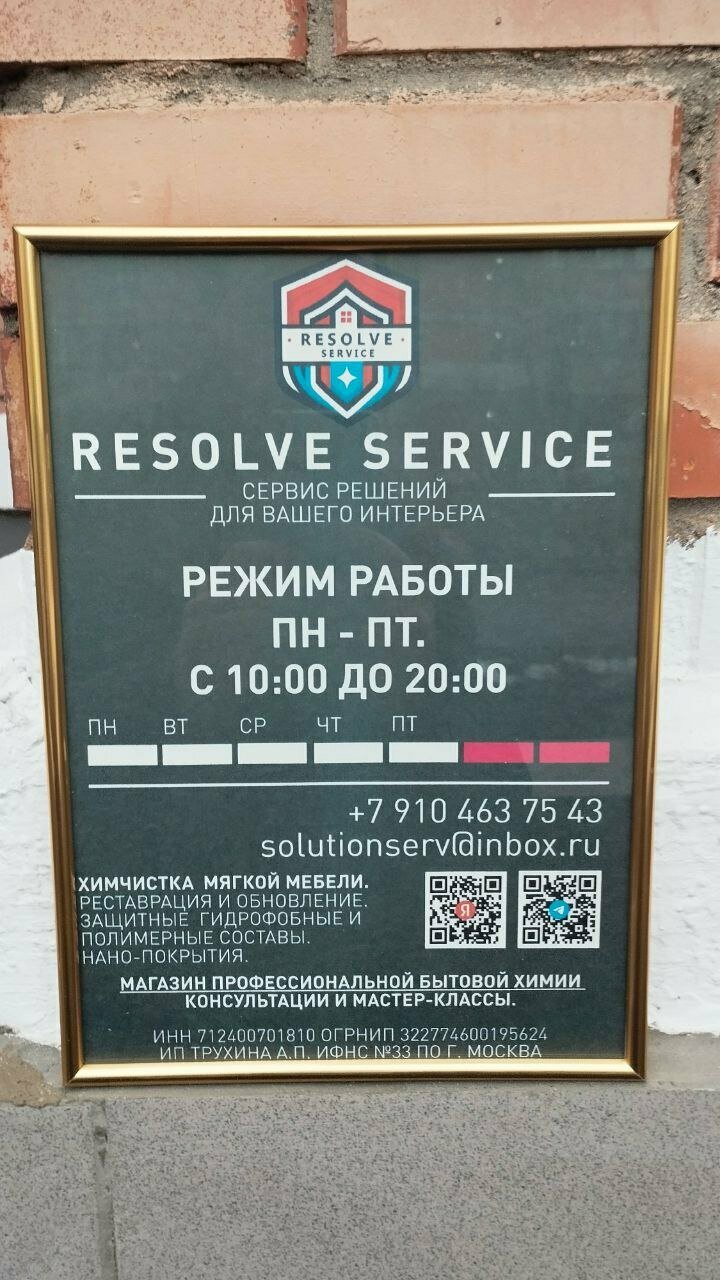 RESOLVE
SERVICE
RESOLVE SERVICE
СЕРВИС РЕШЕНИЙ
ДЛЯ ВАШЕГО ИНТЕРЬЕРА
РЕЖИМ РАБОТЫ
ПН - ПТ.
С 10:00 ДО 20:00
ПН ВТ СР ЧТ ПТ
+7 910 463 75 43
solutionserv@inbox.ru
ХИМЧИСТКА МЯГКОЙ МЕБЕЛИ.
РЕСТАВРАЦИЯ И ОБНОВЛЕНИЕ.
ЗАЩИТНЫЕ ГИДРОФОБНЫЕ И
ПОЛИМЕРНЫЕ СОСТАВЫ.
НАНО-ПОКРЫТИЯ.
Я
МАГАЗИН ПРОФЕССИОНАЛЬНОЙ БЫТОВОЙ ХИМИИ
КОНСУЛЬТАЦИИ И МАСТЕР-КЛАССЫ.
ИНН 712400701810 ОГРНИП 322774600195624
ИП ТРУХИНА А.П. ИФНС №33 ПО Г. МОСКВА